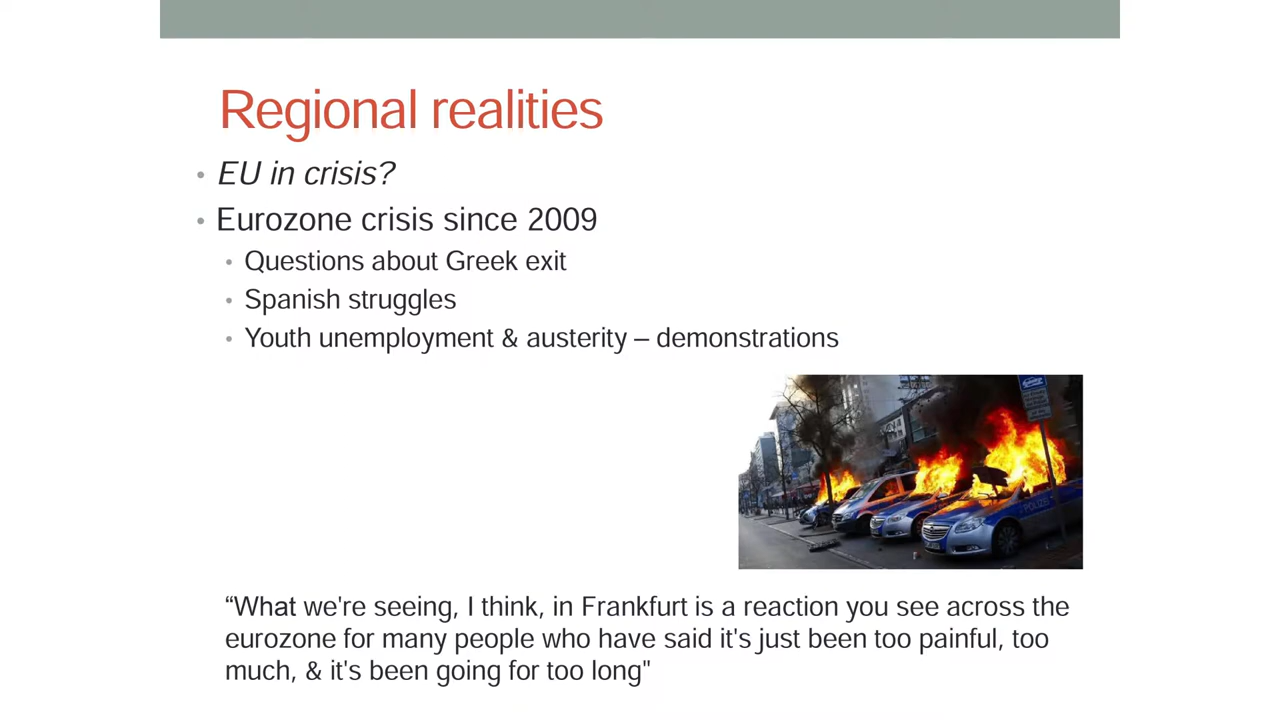 Regional realities
• EU in crisis?
• Eurozone crisis since 2009
• Questions about Greek exit
• Spanish struggles
• Youth unemployment & austerity – demonstrations
POLIZEI
“What we're seeing, I think, in Frankfurt is a reaction you see across the
eurozone for many people who have said it's just been too painful, too
much, & it's been going for too long"